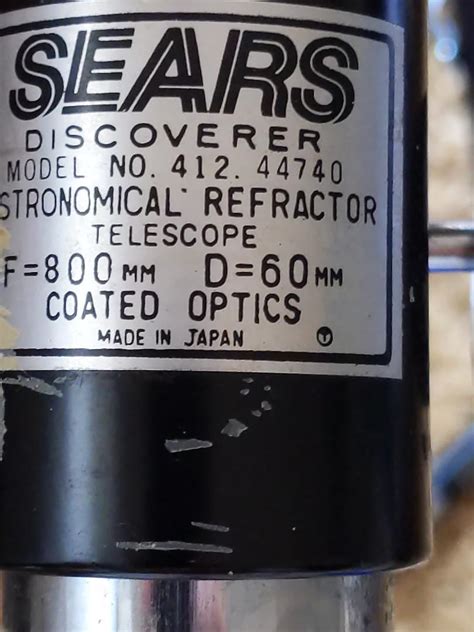 SEARS
DISCOVERER
MODEL NO. 412. 44740
STRONOMICAL REFRACTOR
TELESCOPE
F=800MM D=60MM
COATED OPTICS
MADE IN JAPAN